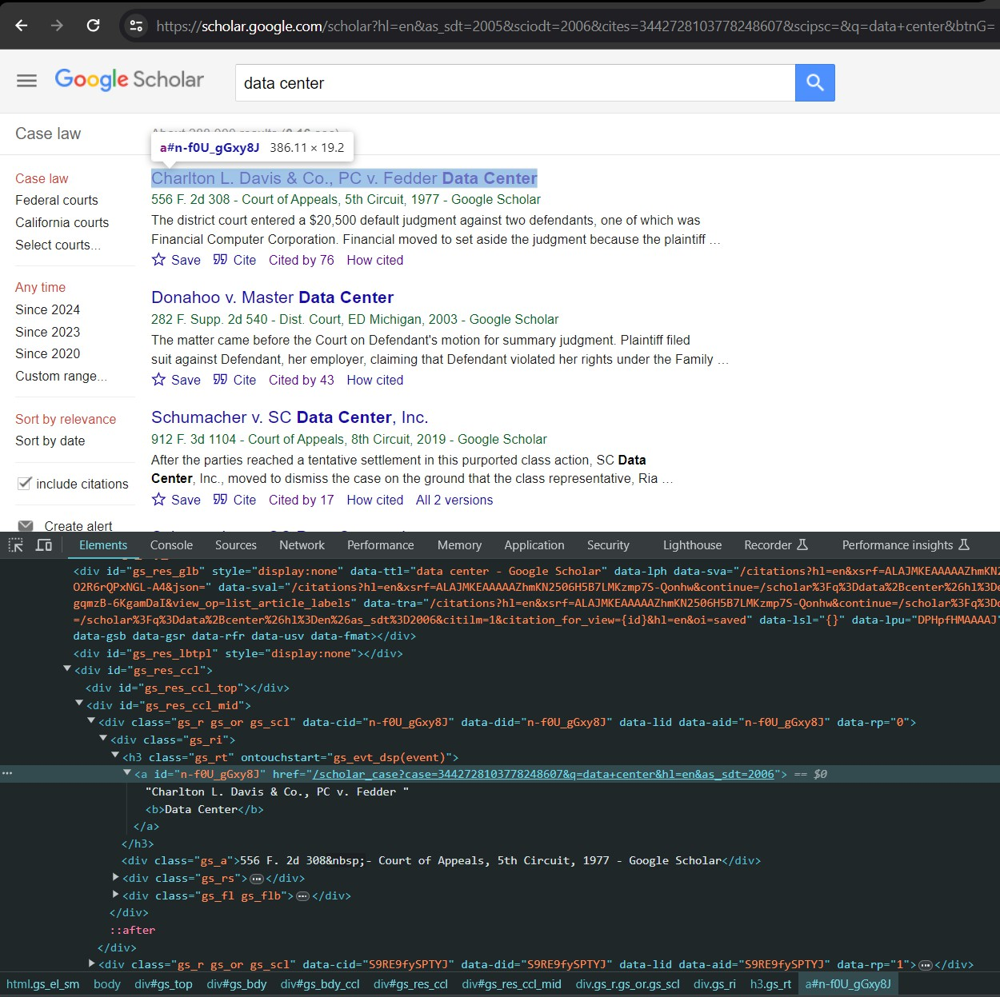 https://scholar.google.com/scholar?hl=en&as_sdt=2005&sciodt=2006&cites=3442728103778248607&scipsc=&q=data+center&btnG=
Google Scholar
data center
Case law
a#n-f0U_gGxy8J 386.11 × 19.2
Case law
Federal courts
California courts
Select courts...
Any time
Since 2024
Since 2023
Since 2020
Custom range...
Sort by relevance
Sort by date
include citations
Create alert
Charlton L. Davis & Co., PC v. Fedder Data Center
556 F. 2d 308 - Court of Appeals, 5th Circuit, 1977 - Google Scholar
The district court entered a $20,500 default judgment against two defendants, one of which was
Financial Computer Corporation. Financial moved to set aside the judgment because the plaintiff …
Save Cite Cited by 76 How cited
Donahoo v. Master Data Center
282 F. Supp. 2d 540 - Dist. Court, ED Michigan, 2003 - Google Scholar
The matter came before the Court on Defendant's motion for summary judgment. Plaintiff filed
suit against Defendant, her employer, claiming that Defendant violated her rights under the Family …
Save Cite Cited by 43 How cited
Schumacher v. SC Data Center, Inc.
912 F. 3d 1104 - Court of Appeals, 8th Circuit, 2019 - Google Scholar
After the parties reached a tentative settlement in this purported class action, SC Data
Center, Inc., moved to dismiss the case on the ground that the class representative, Ria …
Save Cite Cited by 17 How cited All 2 versions
Elements Console Sources Network Performance Memory Application Security Lighthouse Recorder Performance insights
<div id="gs_res_glb" style="display:none" data-ttl="data center - Google Scholar" data-lph data-sva="/citations?hl=en&xsrf=ALAJMKEAAAAAZhmKN2
O2R6rQPxNGL-A4&json=" data-sval="/citations?hl=en&xsrf=ALAJMKEAAAAAZhmKN2506H5B7LMKzmp7S-Qonhw&continue=/scholar%3Fq%3Ddata%2Bcenter%26hl%3De
gqmzB-6KgamDaI&view_op=list_article_labels" data-tra="/citations?hl=en&xsrf=ALAJMKEAAAAAZhmKN2506H5B7LMKzmp7S-Qonhw&continue=/scholar%3Fq%3Dd
=/scholar%3Fq%3Ddata%2Bcenter%26hl%3Den%26as_sdt%3D2006&citilm=1&citation_for_view={id}&hl=en&oi=saved" data-lsl="{}" data-lpu="DPHpfHMAAAAJ"
data-gsb data-gsr data-rfr data-usv data-fmat></div>
<div id="gs_res_lbtpl" style="display:none"></div>
<div id="gs_res_ccl">
<div id="gs_res_ccl_top"></div>
<div id="gs_res_ccl_mid">
<div class="gs_r gs_or gs_scl" data-cid="n-f0U_gGxy8J" data-did="n-f0U_gGxy8J" data-lid data-aid="n-f0U_gGxy8J" data-rp="0">
<div class="gs_ri">
<h3 class="gs_rt" ontouchstart="gs_evt_dsp(event)">
<a id="n-f0U_gGxy8J" href="/scholar_case?case=3442728103778248607&q=data+center&hl=en&as_sdt=2006"> == $0
"Charlton L. Davis & Co., PC v. Fedder "
<b>Data Center</b>
</a>
</h3>
<div class="gs_a">556 F. 2d 308&nbsp;- Court of Appeals, 5th Circuit, 1977 - Google Scholar</div>
<div class="gs_rs">…</div>
<div class="gs_fl gs_flb">…</div>
</div>
::after
</div>
<div class="gs_r gs_or gs_scl" data-cid="S9RE9fySPTYJ" data-did="S9RE9fySPTYJ" data-lid data-aid="S9RE9fySPTYJ" data-rp="1">…</div>
html.gs_el_sm body div#gs_top div#gs_bdy div#gs_bdy_ccl div#gs_res_ccl div#gs_res_ccl_mid div.gs_r.gs_or.gs_scl div.gs_ri h3.gs_rt a#n-f0U_gGxy8J